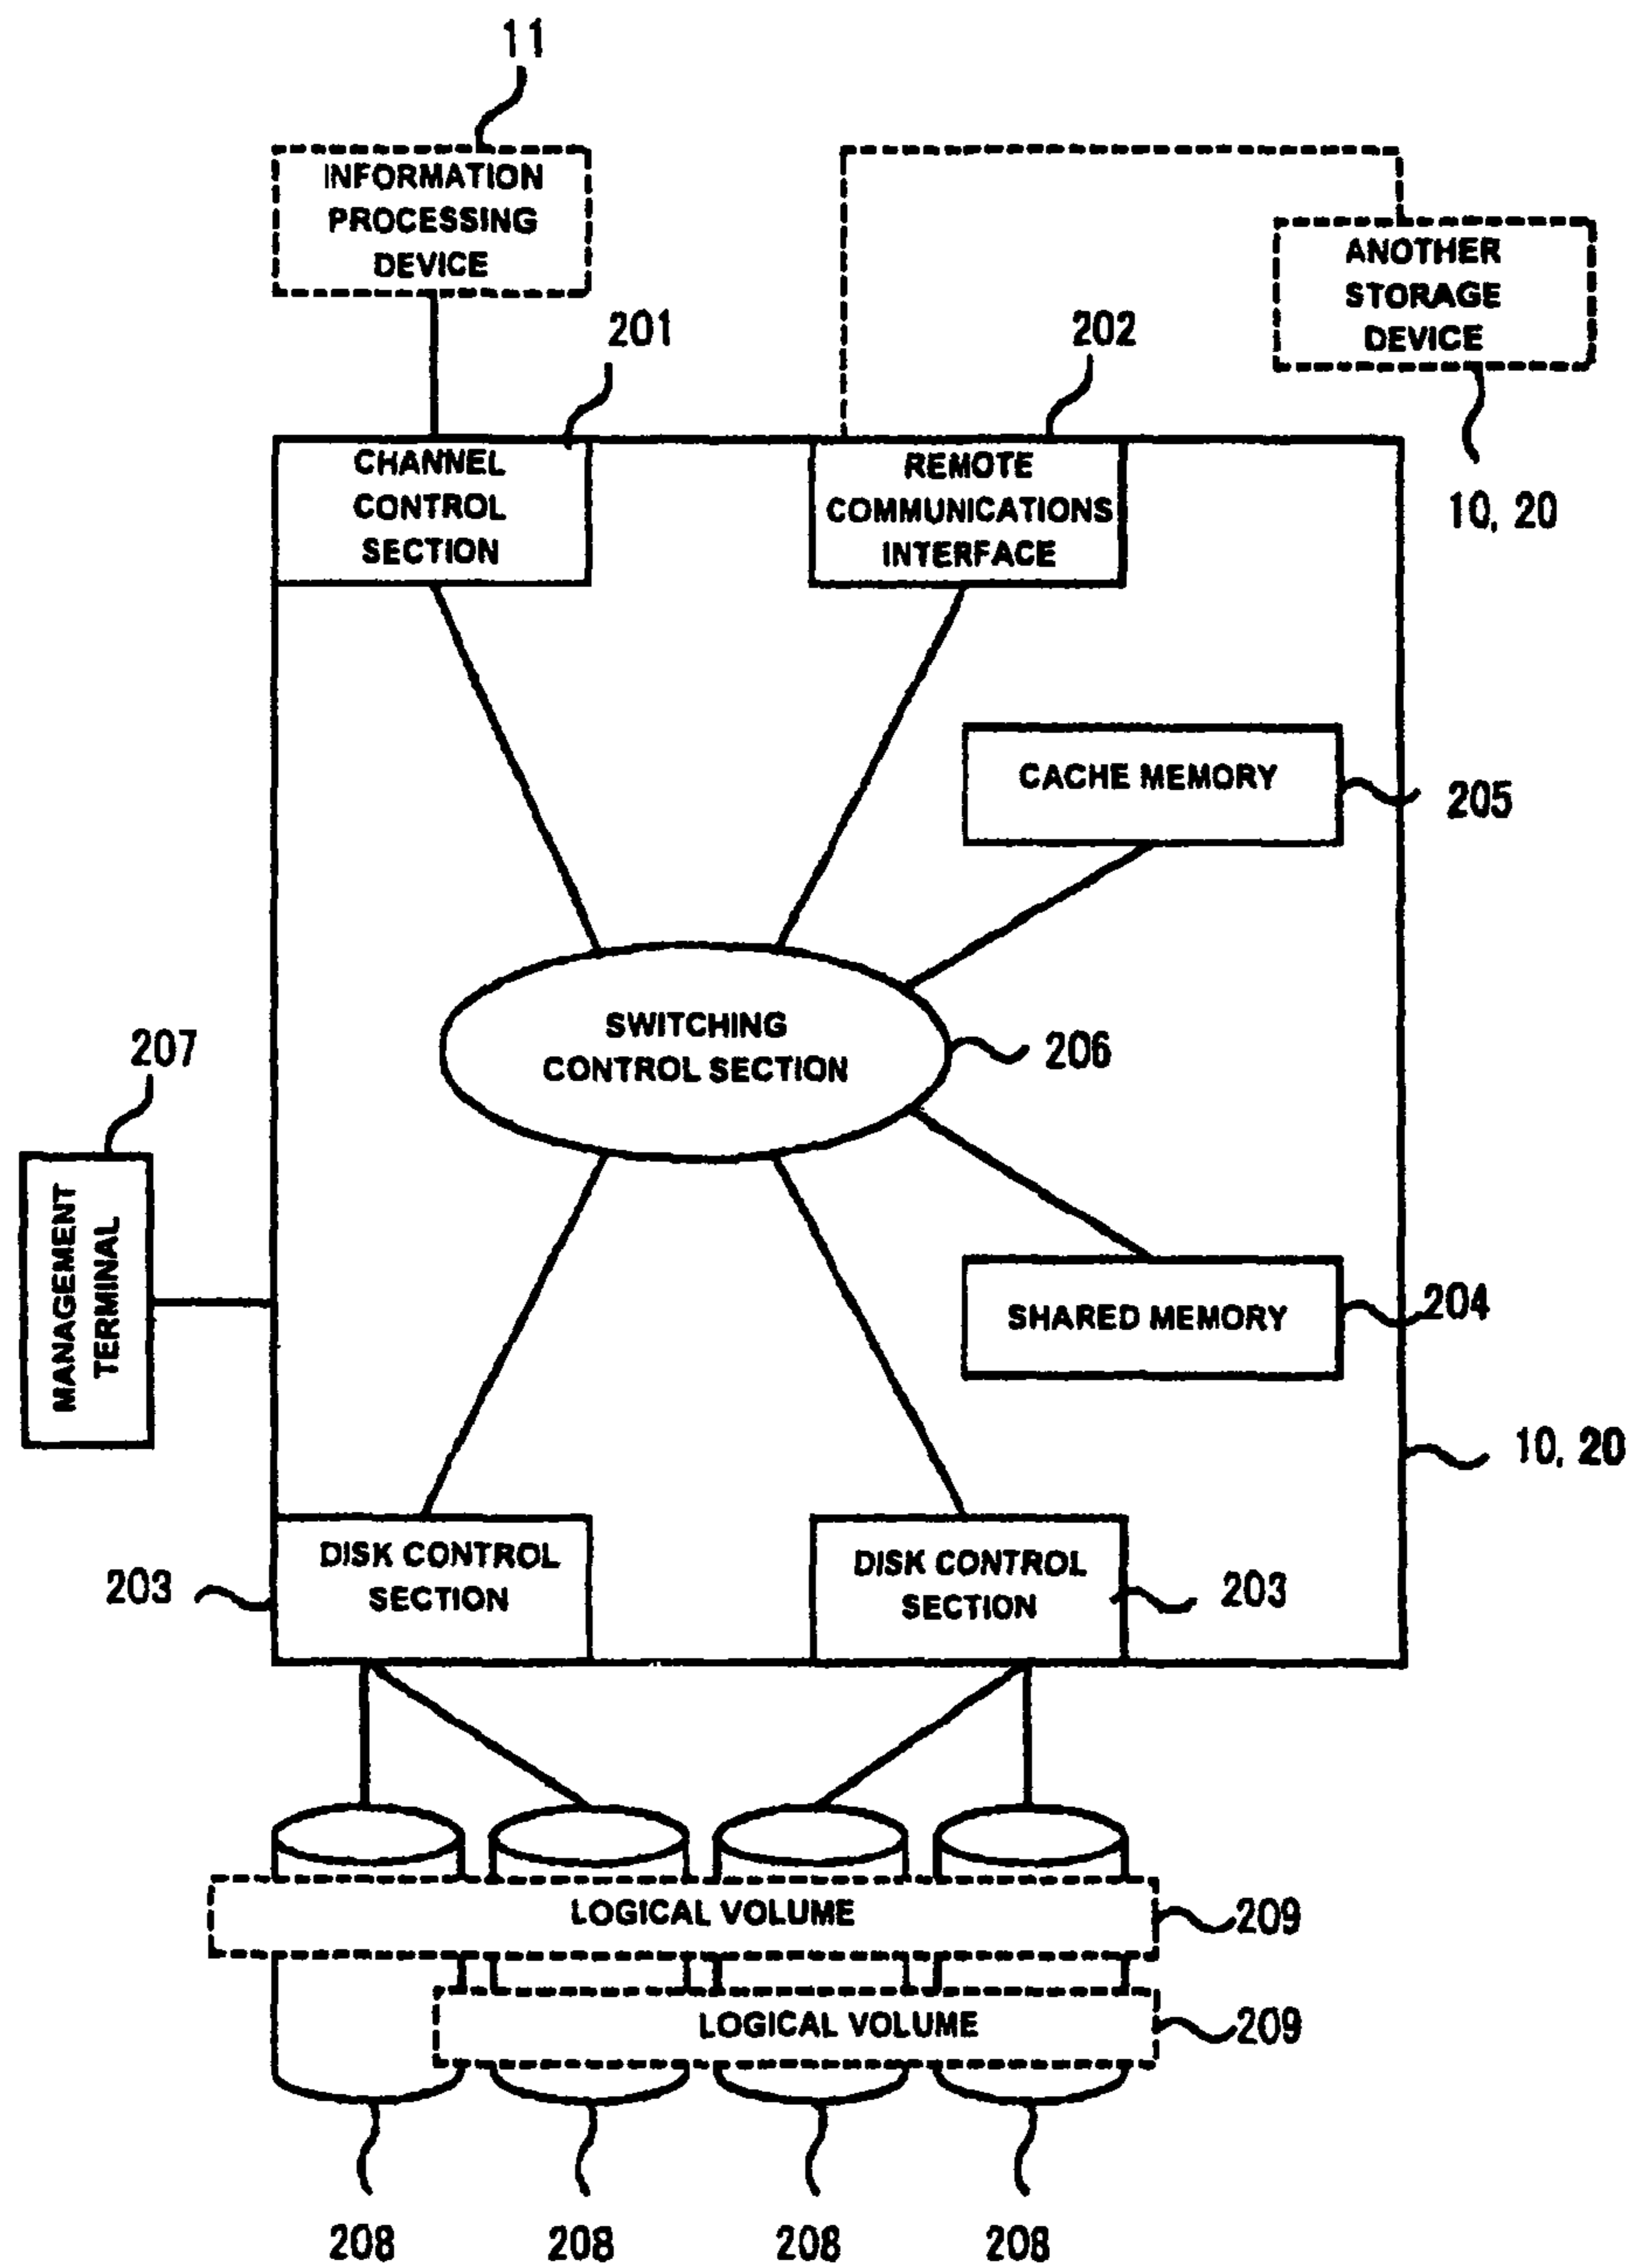 11
INFORMATION
PROCESSING
DEVICE
ANOTHER
STORAGE
DEVICE
10, 20
201
202
CHANNEL
CONTROL
SECTION
REMOTE
COMMUNICATIONS
INTERFACE
CACHE MEMORY
205
SWITCHING
CONTROL SECTION
206
207
MANAGEMENT
TERMINAL
SHARED MEMORY
204
10, 20
203
DISK CONTROL
SECTION
DISK CONTROL
SECTION
203
LOGICAL VOLUME
209
LOGICAL VOLUME
209
208
208
208
208